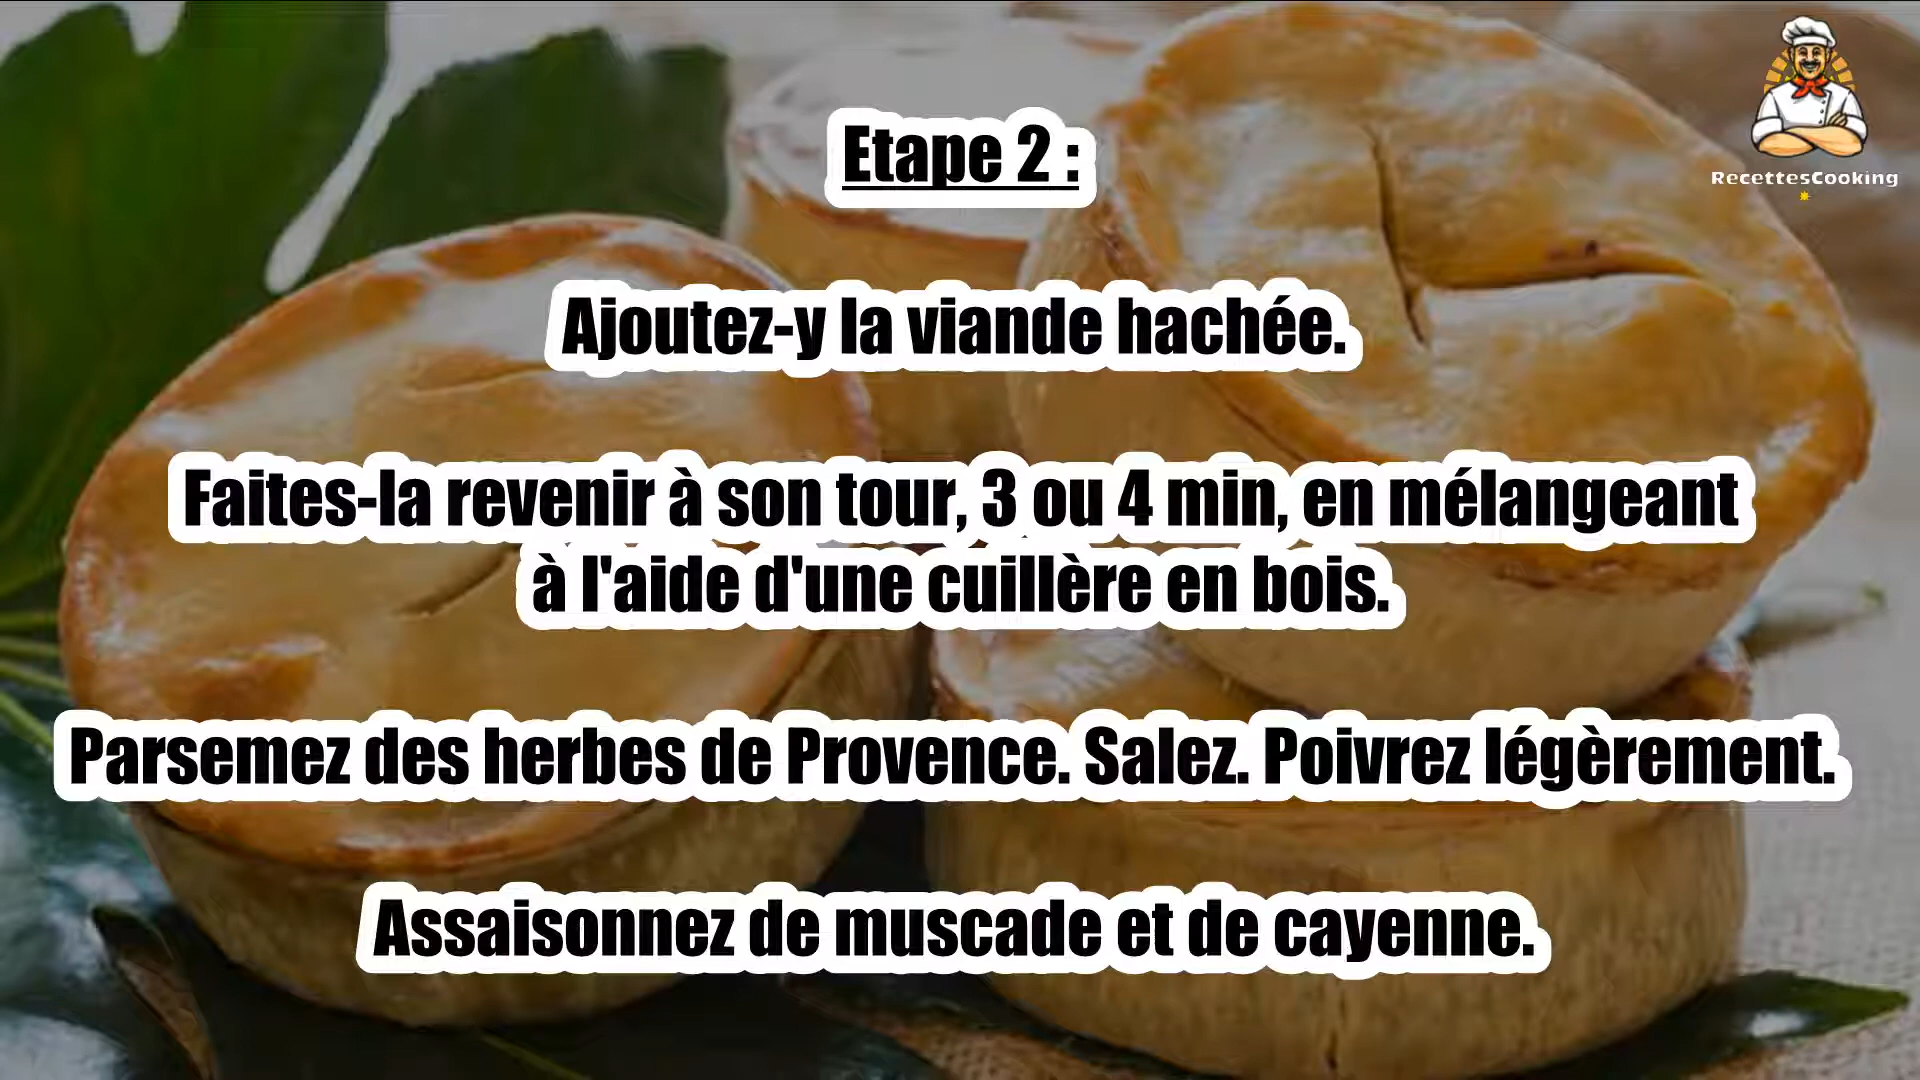 RecettesCooking
Etape 2 :
Ajoutez-y la viande hachée.
Faites-la revenir à son tour, 3 ou 4 min, en mélangeant
à l'aide d'une cuillère en bois.
Parsemez des herbes de Provence. Salez. Poivrez légèrement.
Assaisonnez de muscade et de cayenne.